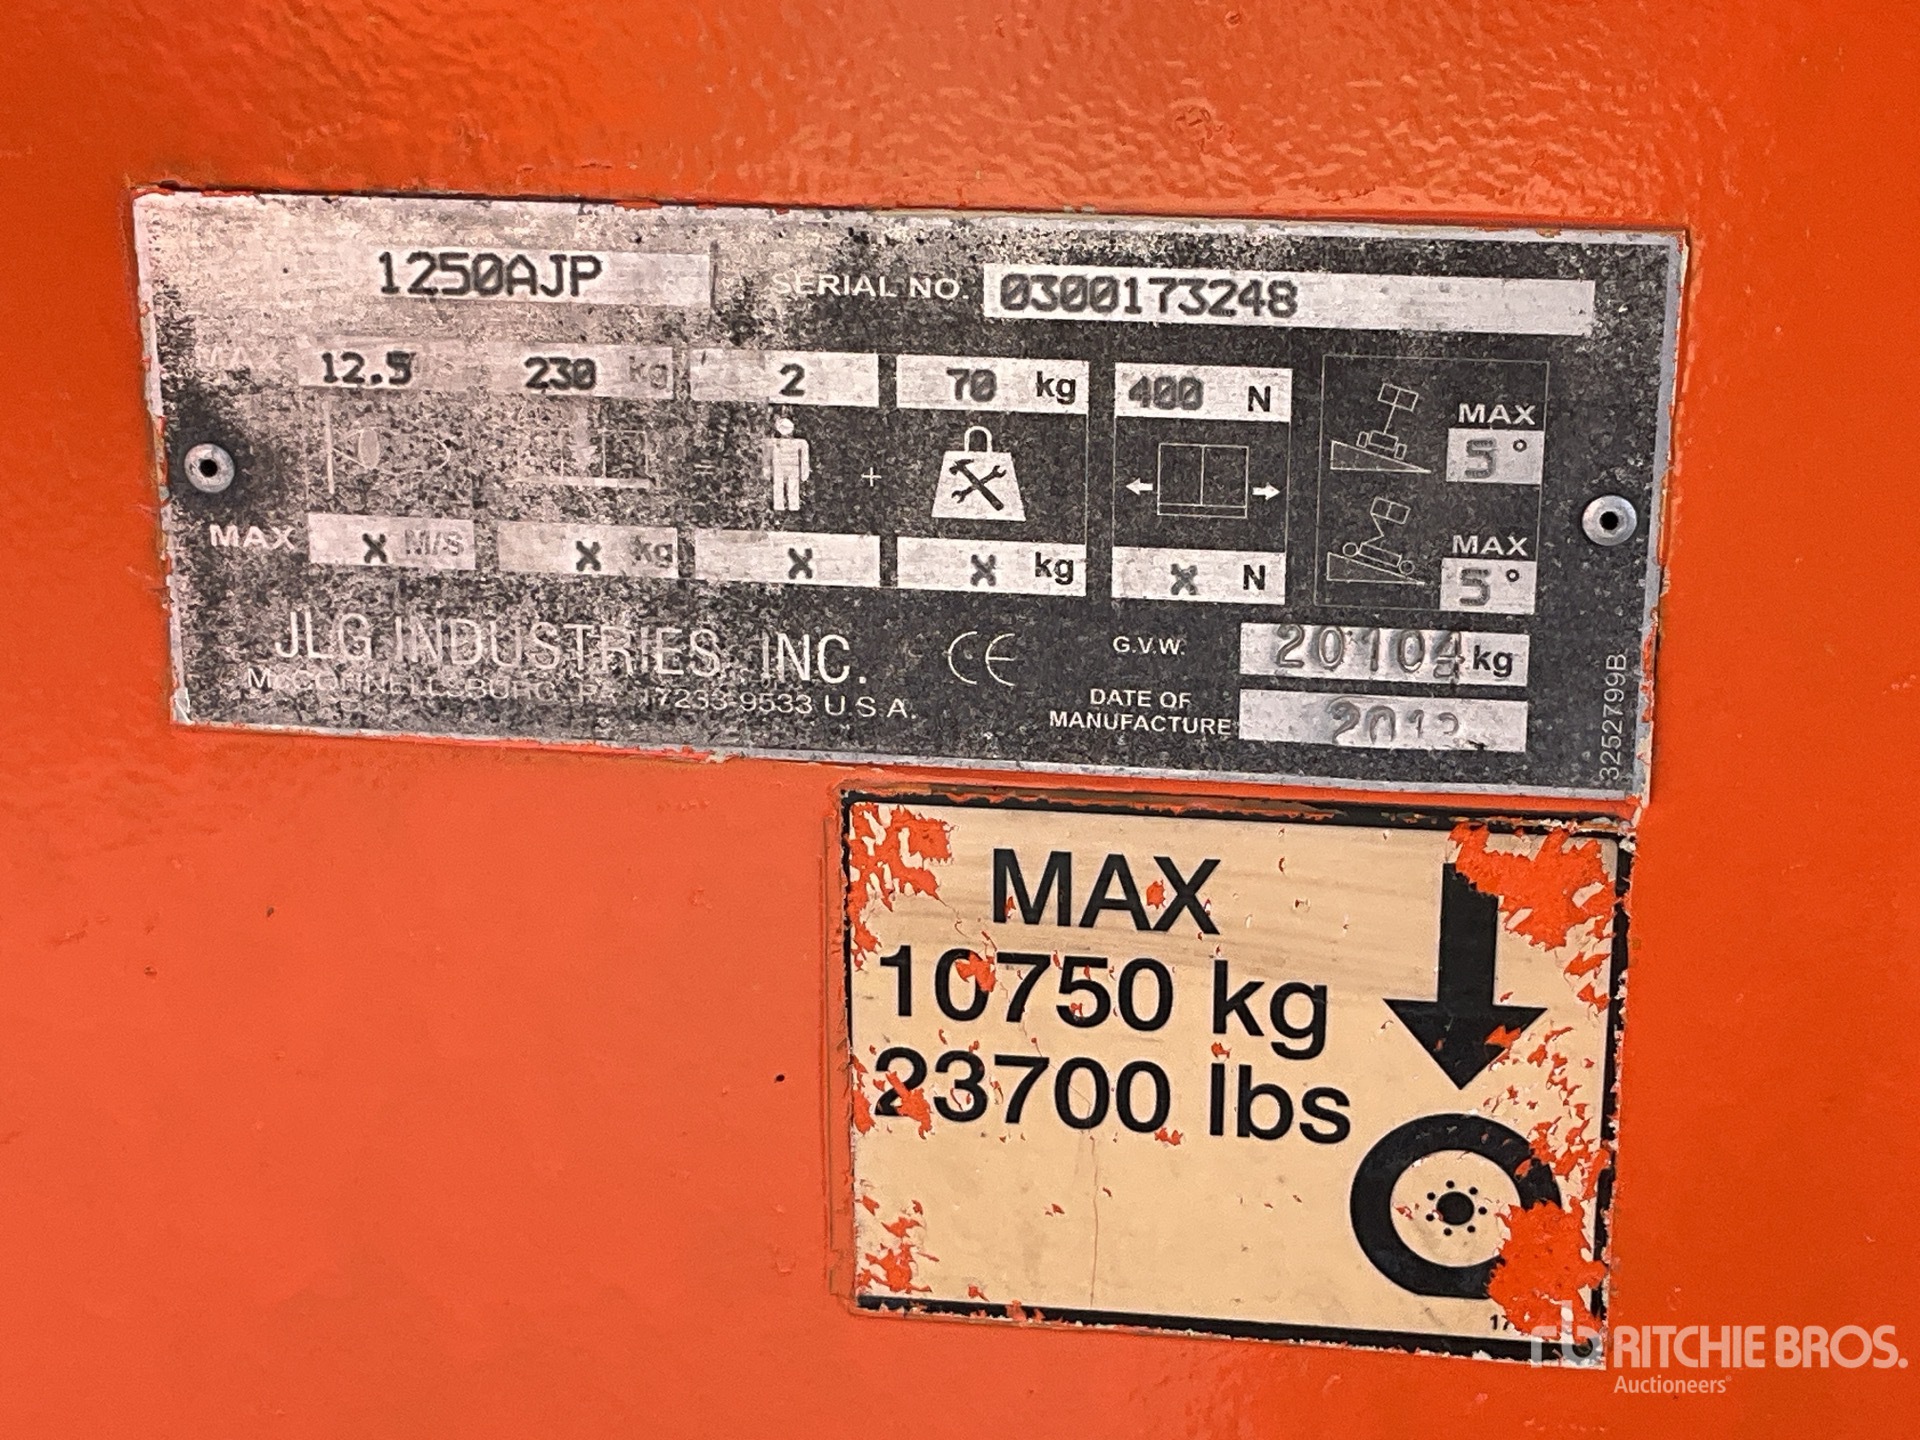 1250AJP SERIAL NO. 0300173248
MAX 12.5 230 kg 2 70 kg 400 N
MAX 5°
= +
MAX X M/S X kg X X kg X N
MAX 5°
JLG INDUSTRIES, INC. CE G.V.W. 20104 kg
McCONNELLSBURG, PA. 17233-9533 U S A.
DATE OF
MANUFACTURE
3252799B
MAX
10750 kg
23700 lbs
rb RITCHIE BROS.
Auctioneers